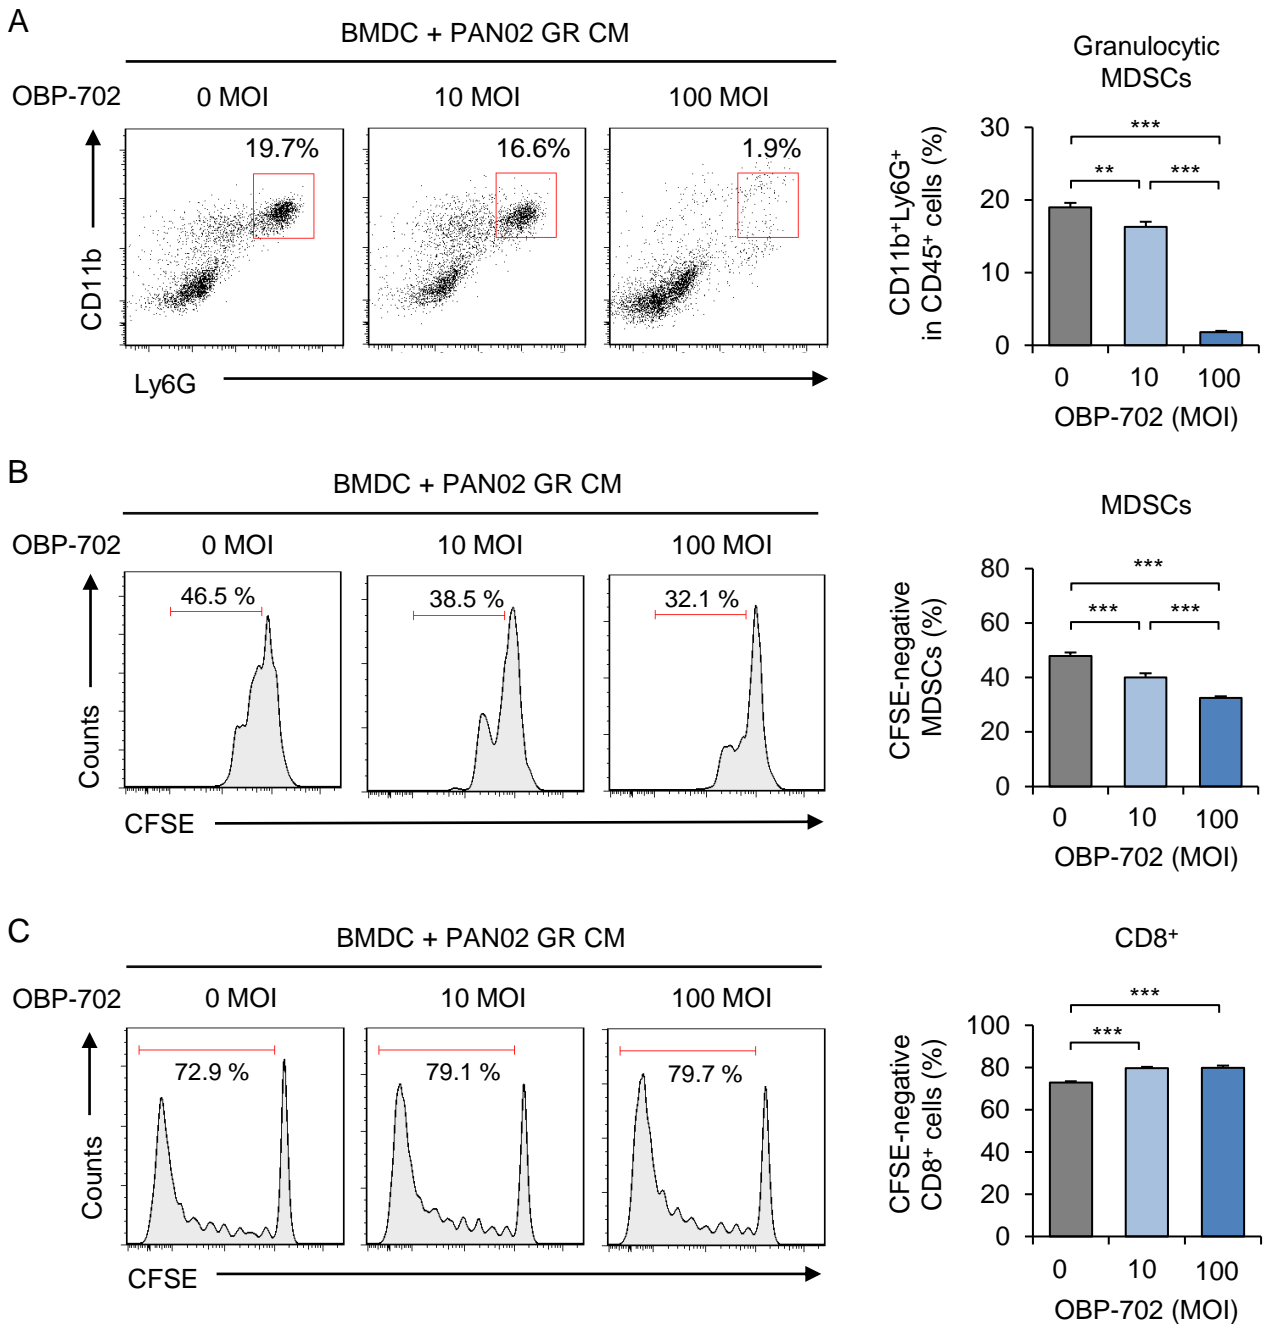 A
BMDC + PAN02 GR CM
OBP-702
0 MOI
10 MOI
100 MOI
19.7%
16.6%
1.9%
CD11b
Ly6G
Granulocytic
MDSCs
CD11b⁺Ly6G⁺
in CD45⁺ cells (%)
30
20
10
0
***
**
***
0
10
100
OBP-702 (MOI)
B
BMDC + PAN02 GR CM
OBP-702
0 MOI
10 MOI
100 MOI
46.5 %
38.5 %
32.1 %
Counts
CFSE
MDSCs
CFSE-negative
MDSCs (%)
80
60
40
20
0
***
***
***
0
10
100
OBP-702 (MOI)
C
BMDC + PAN02 GR CM
OBP-702
0 MOI
10 MOI
100 MOI
72.9 %
79.1 %
79.7 %
Counts
CFSE
CD8⁺
CFSE-negative
CD8⁺ cells (%)
100
80
60
40
20
0
***
***
0
10
100
OBP-702 (MOI)